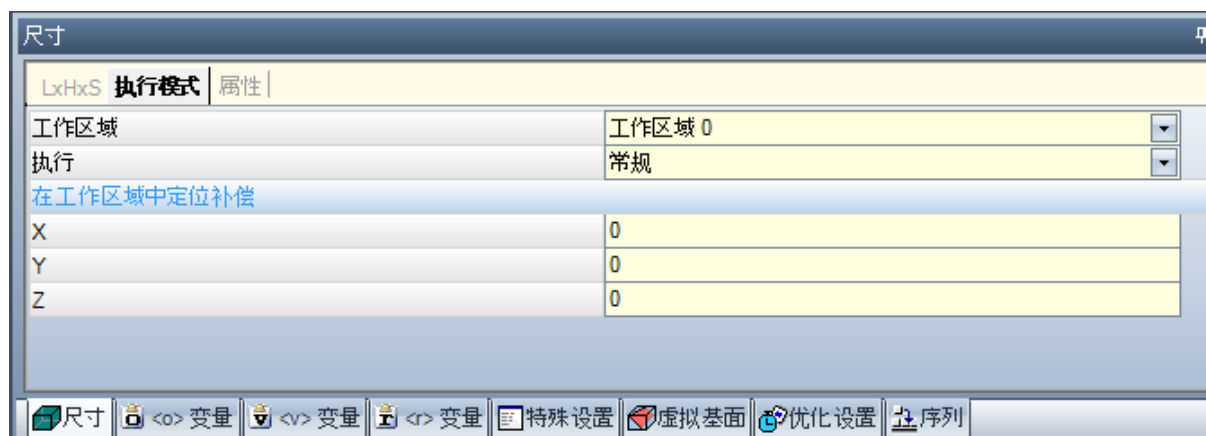 尺寸
LxHxS 执行模式 属性
工作区域 工作区域 0
执行 常规
在工作区域中定位补偿
X 0
Y 0
Z 0
尺寸 <o> 变量 <v> 变量 <r> 变量 特殊设置 虚拟基面 优化设置 序列